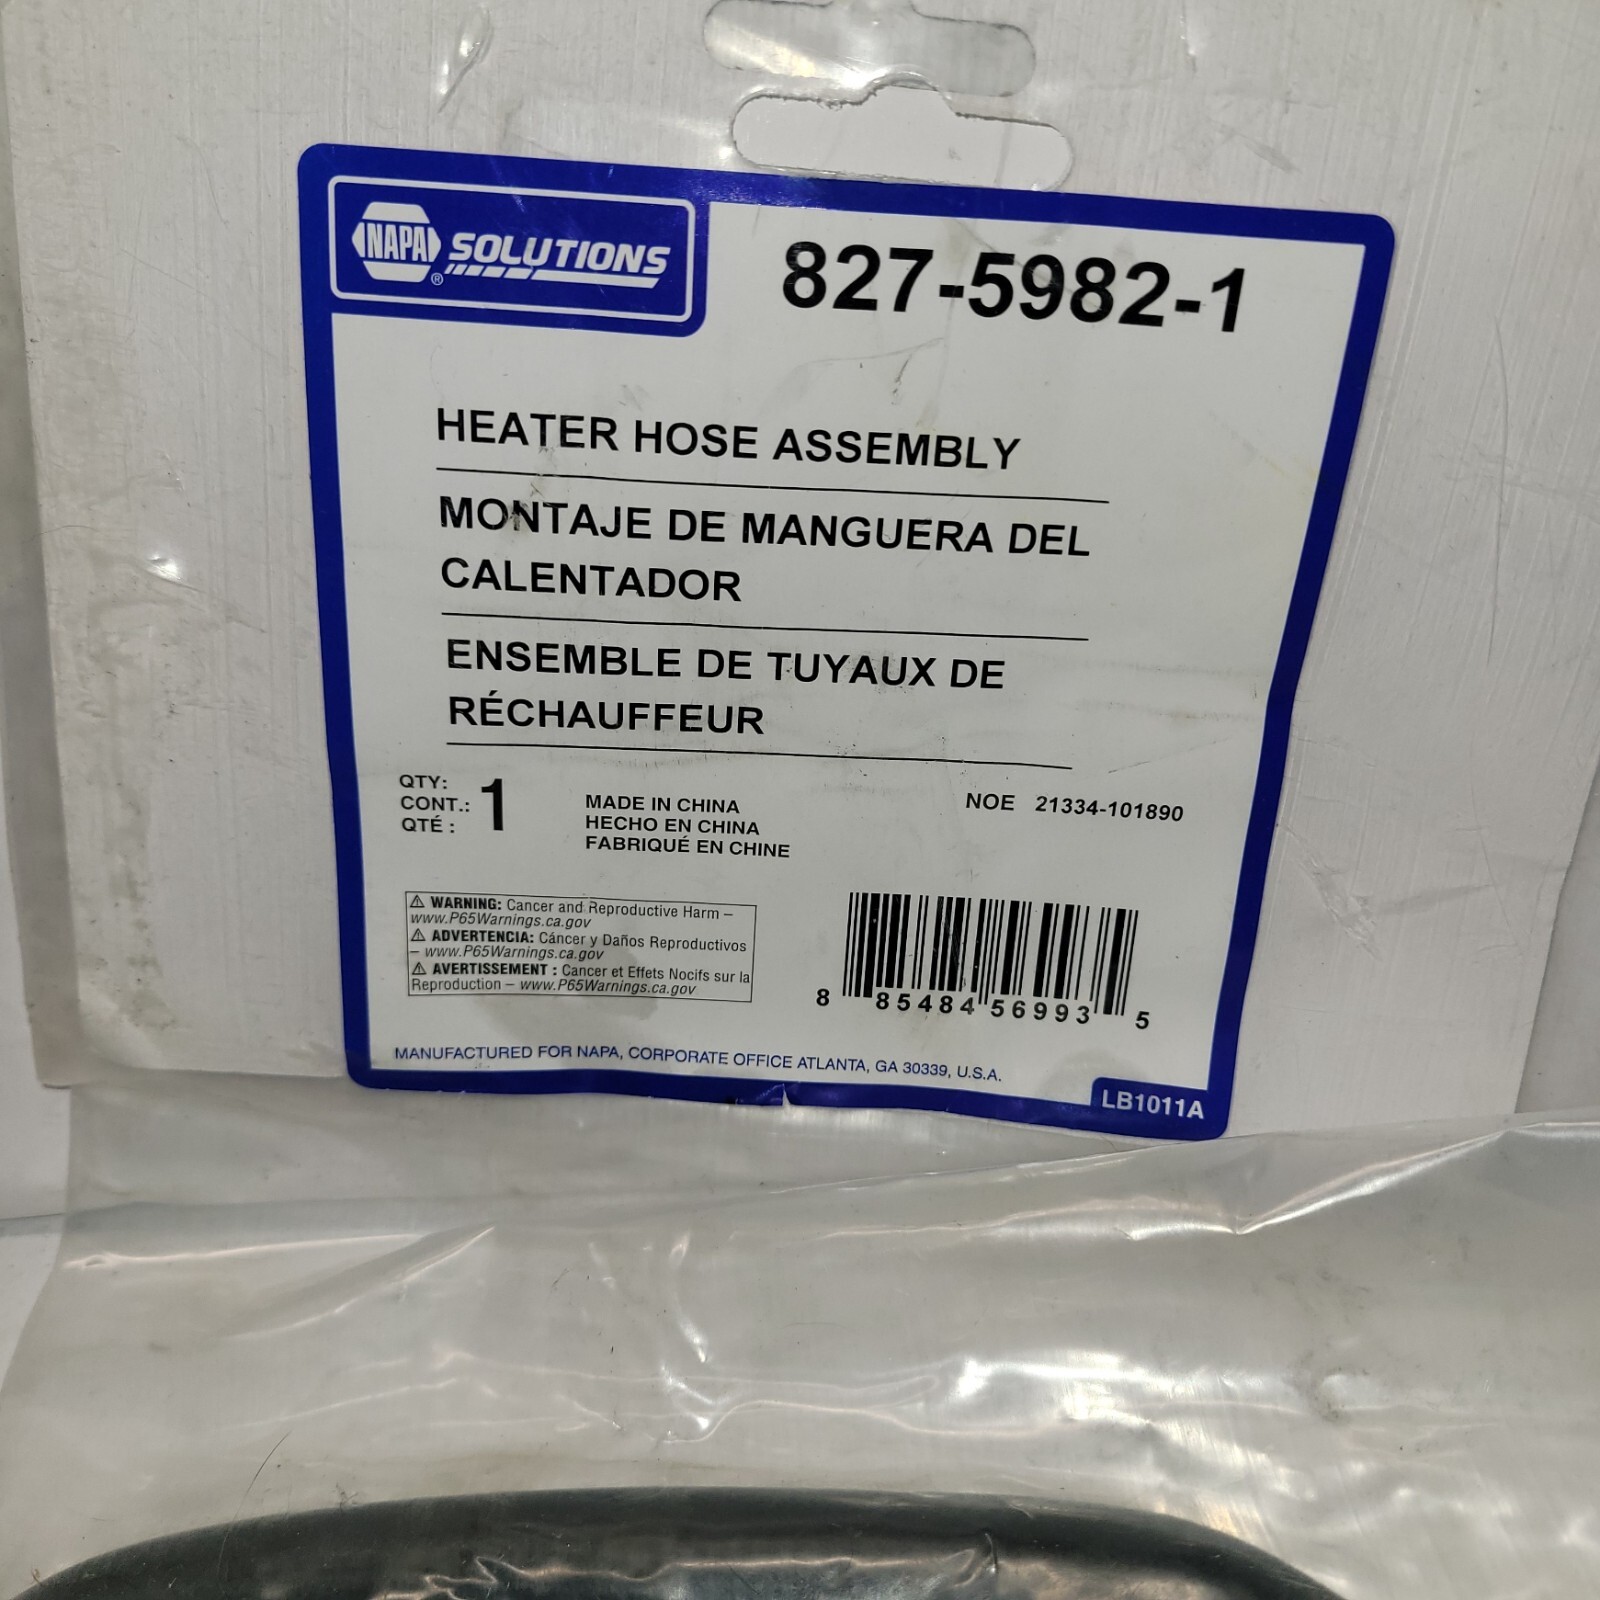 NAPA® SOLUTIONS
827-5982-1
HEATER HOSE ASSEMBLY
MONTAJE DE MANGUERA DEL
CALENTADOR
ENSEMBLE DE TUYAUX DE
RÉCHAUFFEUR
QTY:
CONT.:
QTÉ :
1
MADE IN CHINA
HECHO EN CHINA
FABRIQUÉ EN CHINE
NOE 21334-101890
⚠ WARNING: Cancer and Reproductive Harm –
www.P65Warnings.ca.gov
⚠ ADVERTENCIA: Cáncer y Daños Reproductivos
– www.P65Warnings.ca.gov
⚠ AVERTISSEMENT : Cancer et Effets Nocifs sur la
Reproduction – www.P65Warnings.ca.gov
8 85484 56993 5
MANUFACTURED FOR NAPA, CORPORATE OFFICE ATLANTA, GA 30339, U.S.A.
LB1011A